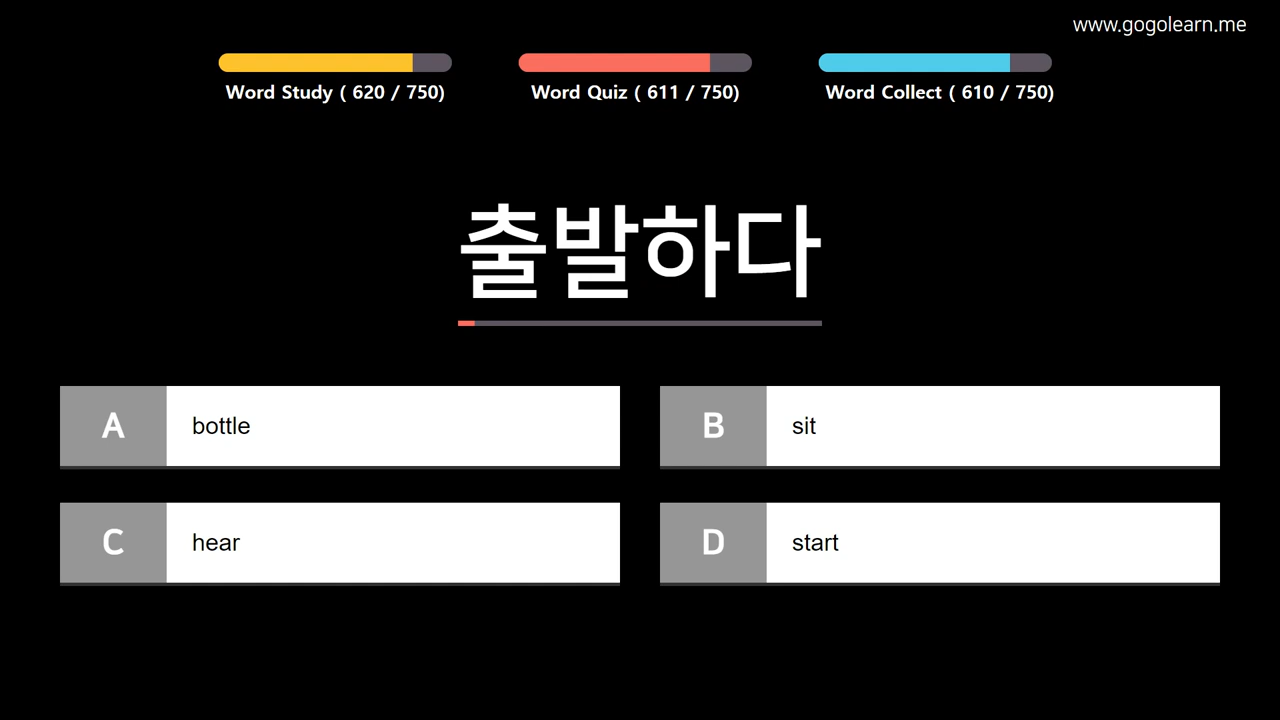 www.gogolearn.me
Word Study ( 620 / 750)
Word Quiz ( 611 / 750)
Word Collect ( 610 / 750)
출발하다
A bottle
B sit
C hear
D start